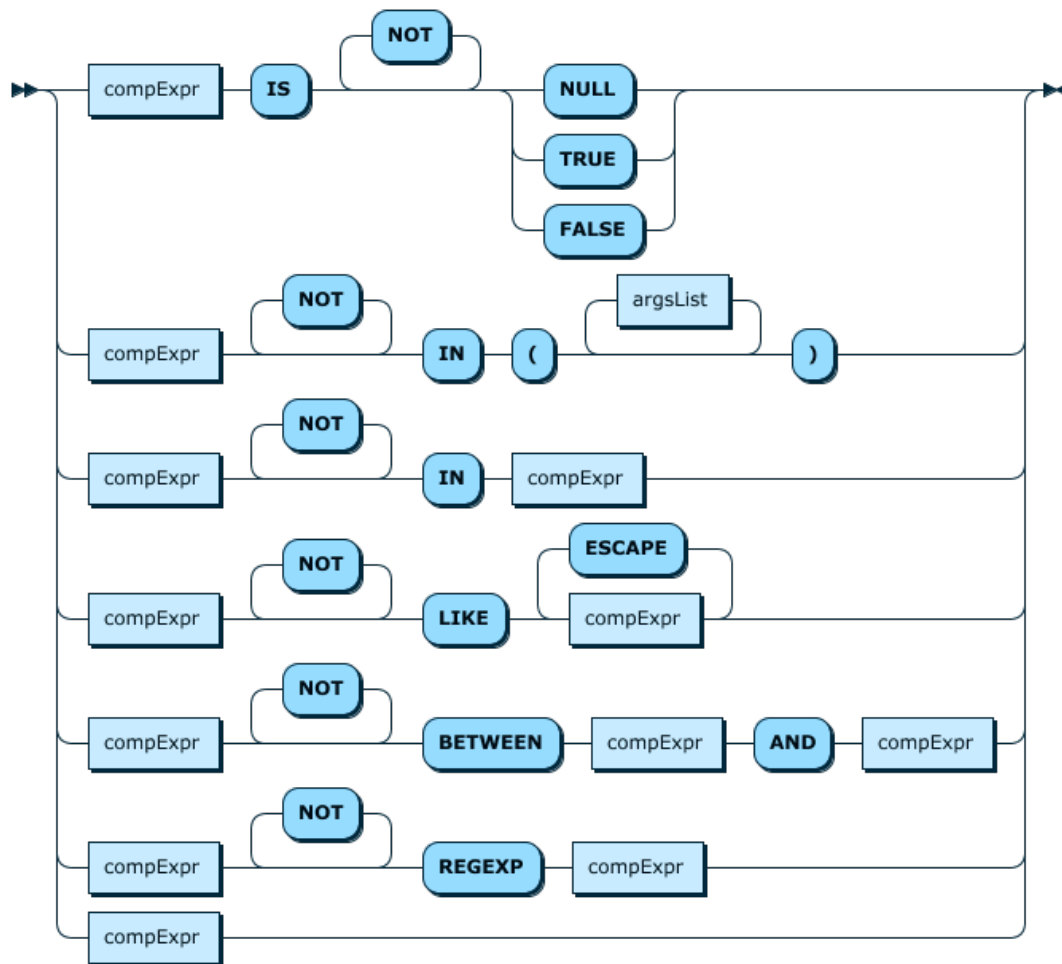 NOT
compExpr IS NULL
TRUE
FALSE
NOT argsList
compExpr IN ( )
NOT
compExpr IN compExpr
NOT ESCAPE
compExpr LIKE compExpr
NOT
compExpr BETWEEN compExpr AND compExpr
NOT
compExpr REGEXP compExpr
compExpr